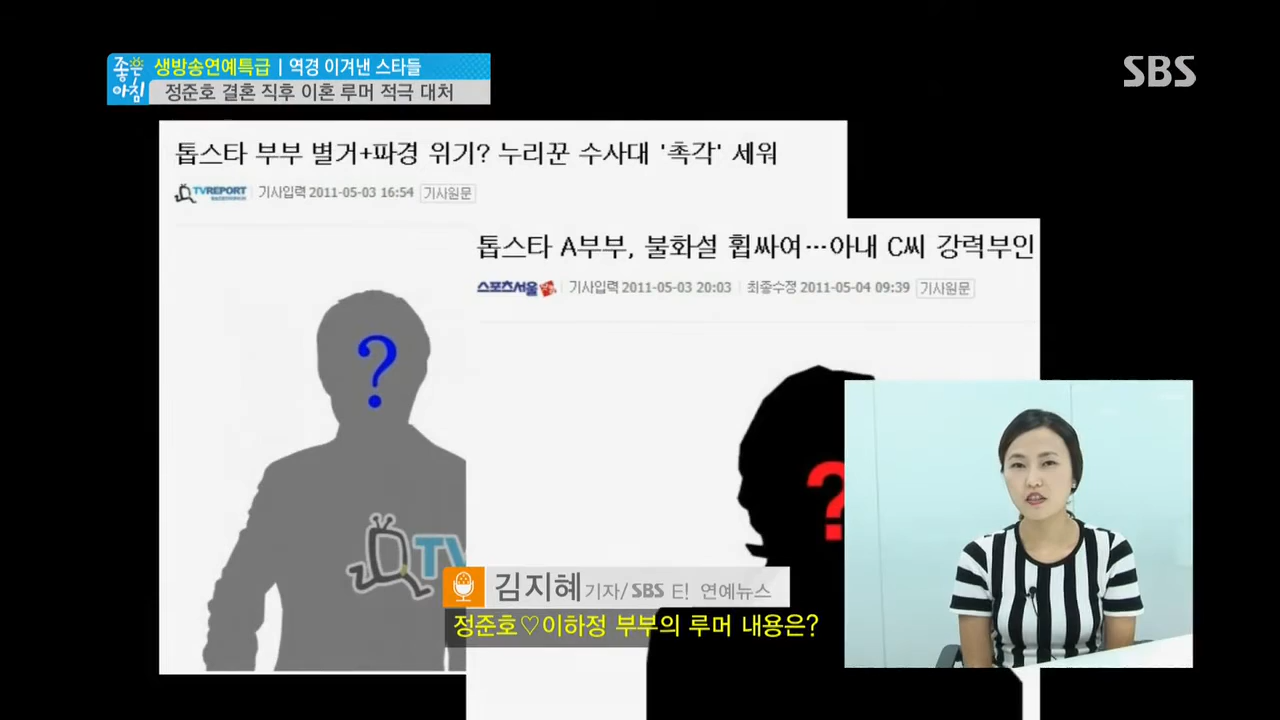 좋은
아침
생방송연예특급 | 역경 이겨낸 스타들
정준호 결혼 직후 이혼 루머 적극 대처
SBS
톱스타 부부 별거+파경 위기? 누리꾼 수사대 '촉각' 세워
TVREPORT 기사입력 2011-05-03 16:54 기사원문
톱스타 A부부, 불화설 휩싸여…아내 C씨 강력부인
스포츠서울 기사입력 2011-05-03 20:03 최종수정 2011-05-04 09:39 기사원문
?
?
TV
김지혜 기자/SBS E! 연예뉴스
정준호♡이하정 부부의 루머 내용은?